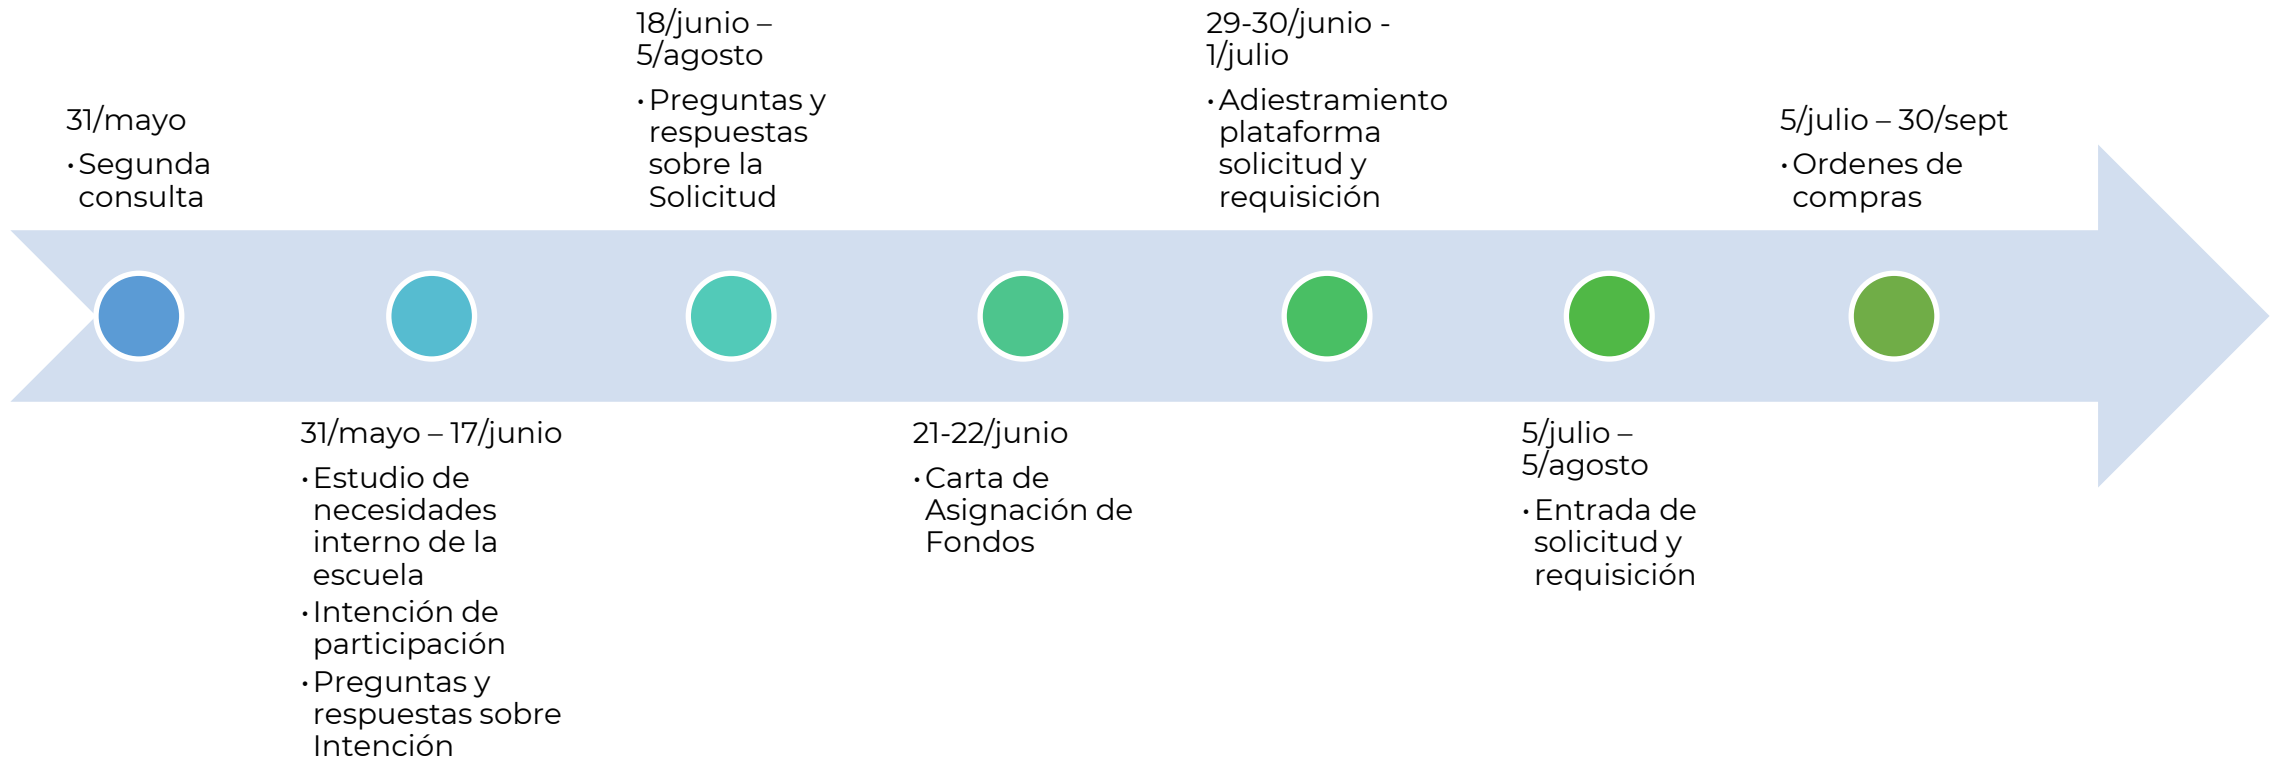 31/mayo
· Segunda
consulta
31/mayo – 17/junio
· Estudio de
necesidades
interno de la
escuela
· Intención de
participación
· Preguntas y
respuestas sobre
Intención
18/junio –
5/agosto
· Preguntas y
respuestas
sobre la
Solicitud
21-22/junio
· Carta de
Asignación de
Fondos
29-30/junio -
1/julio
· Adiestramiento
plataforma
solicitud y
requisición
5/julio –
5/agosto
· Entrada de
solicitud y
requisición
5/julio – 30/sept
· Ordenes de
compras